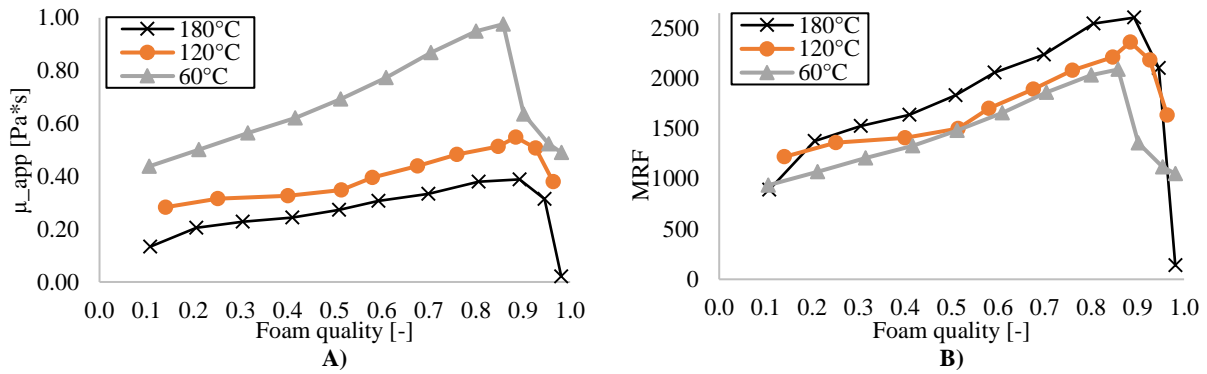 μ_app [Pa*s]
1.00
0.80
0.60
0.40
0.20
0.00
180°C
120°C
60°C
0.0 0.1 0.2 0.3 0.4 0.5 0.6 0.7 0.8 0.9 1.0
Foam quality [-]
A)
MRF
2500
2000
1500
1000
500
0
180°C
120°C
60°C
0.0 0.1 0.2 0.3 0.4 0.5 0.6 0.7 0.8 0.9 1.0
Foam quality [-]
B)